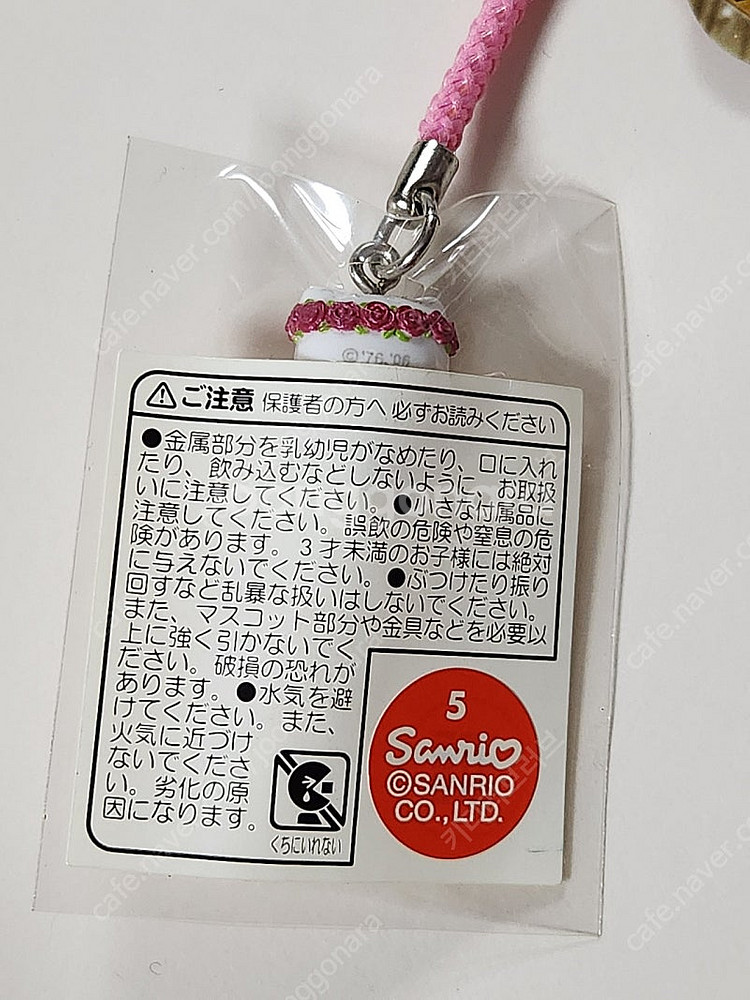 ©'76,'06
⚠ご注意 保護者の方へ 必ずお読みください
●金属部分を乳幼児がなめたり、口に入れ
たり、飲み込むなどしないように、お取扱
いに注意してください。●小さな付属品に
注意してください。誤飲の危険や窒息の危
険があります。3才未満のお子様には絶対
に与えないでください。●ぶつけたり振り
回すなど乱暴な扱いはしないでください。
また、マスコット部分や金具などを必要以
上に強く引かないでく
ださい。破損の恐れが
あります。●水気を避
けてください。また、
火気に近づけ
ないでくださ
い。劣化の原
因になります。
くちにいれない
5
Sanrio
©SANRIO
CO., LTD.
cafe.naver.com/joonggonara
cafe.naver.com/joonggonara